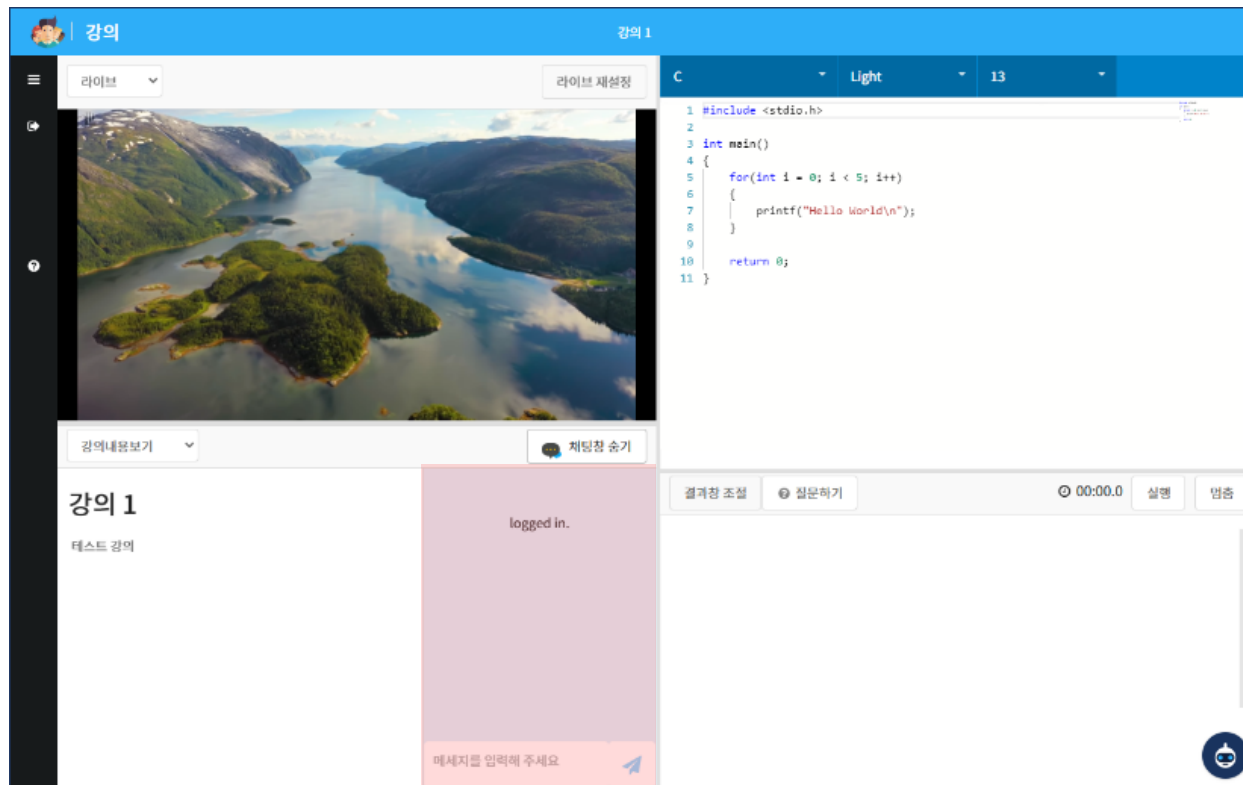 강의
강의 1
라이브
라이브 재설정
강의내용보기
채팅창 숨기
강의 1
테스트 강의
logged in.
메세지를 입력해 주세요
C
Light
13
1 #include <stdio.h>
2
3 int main()
4 {
5 for(int i = 0; i < 5; i++)
6 {
7 printf("Hello World\n");
8 }
9
10 return 0;
11 }
결과창 조절
질문하기
00:00.0
실행
멈춤